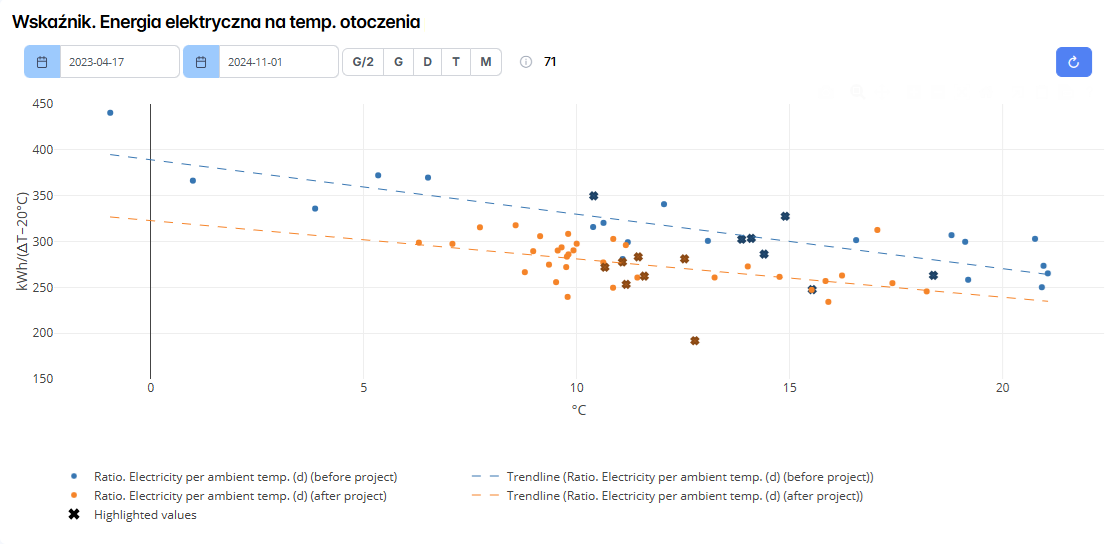 Wskaźnik. Energia elektryczna na temp. otoczenia
2023-04-17 2024-11-01 G/2 G D T M 71
450
400
350
300
250
200
150
kWh/(ΔT−20°C)
0 5 10 15 20
°C
Ratio. Electricity per ambient temp. (d) (before project) Trendline (Ratio. Electricity per ambient temp. (d) (before project))
Ratio. Electricity per ambient temp. (d) (after project) Trendline (Ratio. Electricity per ambient temp. (d) (after project))
Highlighted values